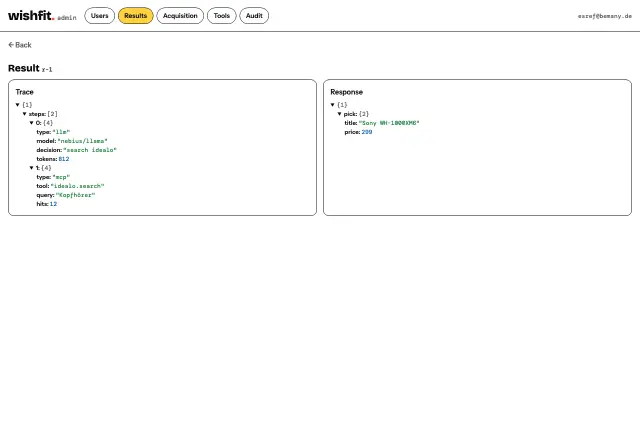 wishfit. admin Users Results Acquisition Tools Audit esref@bemany.de
← Back
Result r-1
Trace
▼ {1}
▼ steps: [2]
▼ 0: {4}
type: "llm"
model: "nebius/llama"
decision: "search idealo"
tokens: 812
▼ 1: {4}
type: "mcp"
tool: "idealo.search"
query: "Kopfhörer"
hits: 12
Response
▼ {1}
▼ pick: {2}
title: "Sony WH-1000XM6"
price: 299